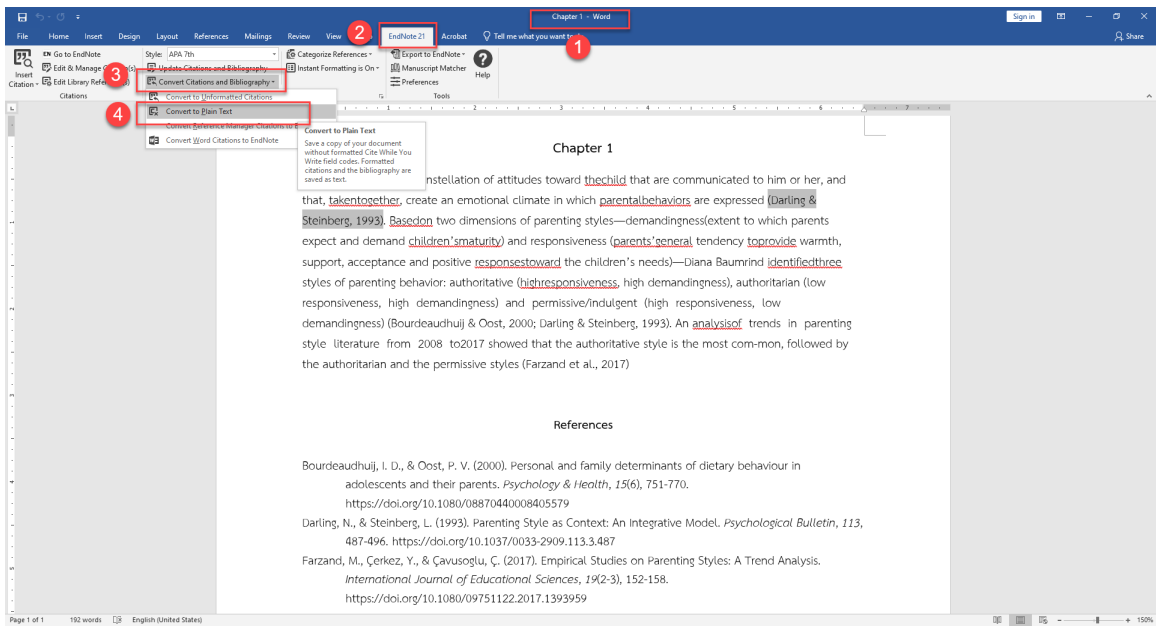 Chapter 1 - Word
Sign in
1
2
File Home Insert Design Layout References Mailings Review View EndNote 21 Acrobat Tell me what you want to
Share
Insert Citation
EN Go to EndNote
Edit & Manage
Edit Library
Citations
Style: APA 7th
Update Citations and Bibliography
3
Convert Citations and Bibliography
Categorize References
Instant Formatting is On
Export to EndNote
Manuscript Matcher
Preferences
Tools
Help
Convert to Unformatted Citations
4
Convert to Plain Text
Convert Reference Manager Citations to E
Convert Word Citations to EndNote
Convert to Plain Text
Save a copy of your document
without formatted Cite While You
Write field codes. Formatted
citations and the bibliography are
saved as text.
Chapter 1
nstellation of attitudes toward thechild that are communicated to him or her, and
that, takentogether, create an emotional climate in which parentalbehaviors are expressed (Darling &
Steinberg, 1993). Basedon two dimensions of parenting styles—demandingness(extent to which parents
expect and demand children'smaturity) and responsiveness (parents'general tendency toprovide warmth,
support, acceptance and positive responsestoward the children's needs)—Diana Baumrind identifiedthree
styles of parenting behavior: authoritative (highresponsiveness, high demandingness), authoritarian (low
responsiveness, high demandingness) and permissive/indulgent (high responsiveness, low
demandingness) (Bourdeaudhuij & Oost, 2000; Darling & Steinberg, 1993). An analysisof trends in parenting
style literature from 2008 to2017 showed that the authoritative style is the most com-mon, followed by
the authoritarian and the permissive styles (Farzand et al., 2017)
References
Bourdeaudhuij, I. D., & Oost, P. V. (2000). Personal and family determinants of dietary behaviour in
adolescents and their parents. Psychology & Health, 15(6), 751-770.
https://doi.org/10.1080/08870440008405579
Darling, N., & Steinberg, L. (1993). Parenting Style as Context: An Integrative Model. Psychological Bulletin, 113,
487-496. https://doi.org/10.1037/0033-2909.113.3.487
Farzand, M., Çerkez, Y., & Çavusoglu, Ç. (2017). Empirical Studies on Parenting Styles: A Trend Analysis.
International Journal of Educational Sciences, 19(2-3), 152-158.
https://doi.org/10.1080/09751122.2017.1393959
Page 1 of 1 192 words English (United States)
150%